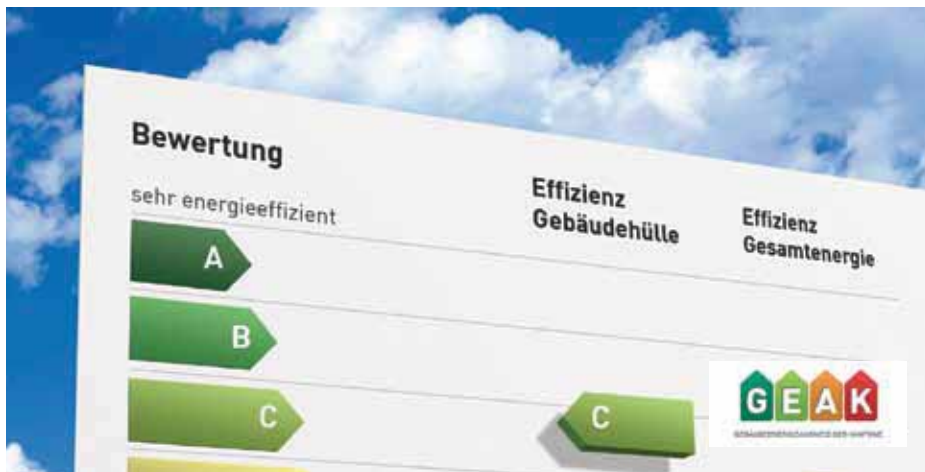 Bewertung
sehr energieeffizient
Effizienz
Gebäudehülle
Effizienz
Gesamtenergie
A
B
C
C
GEAK